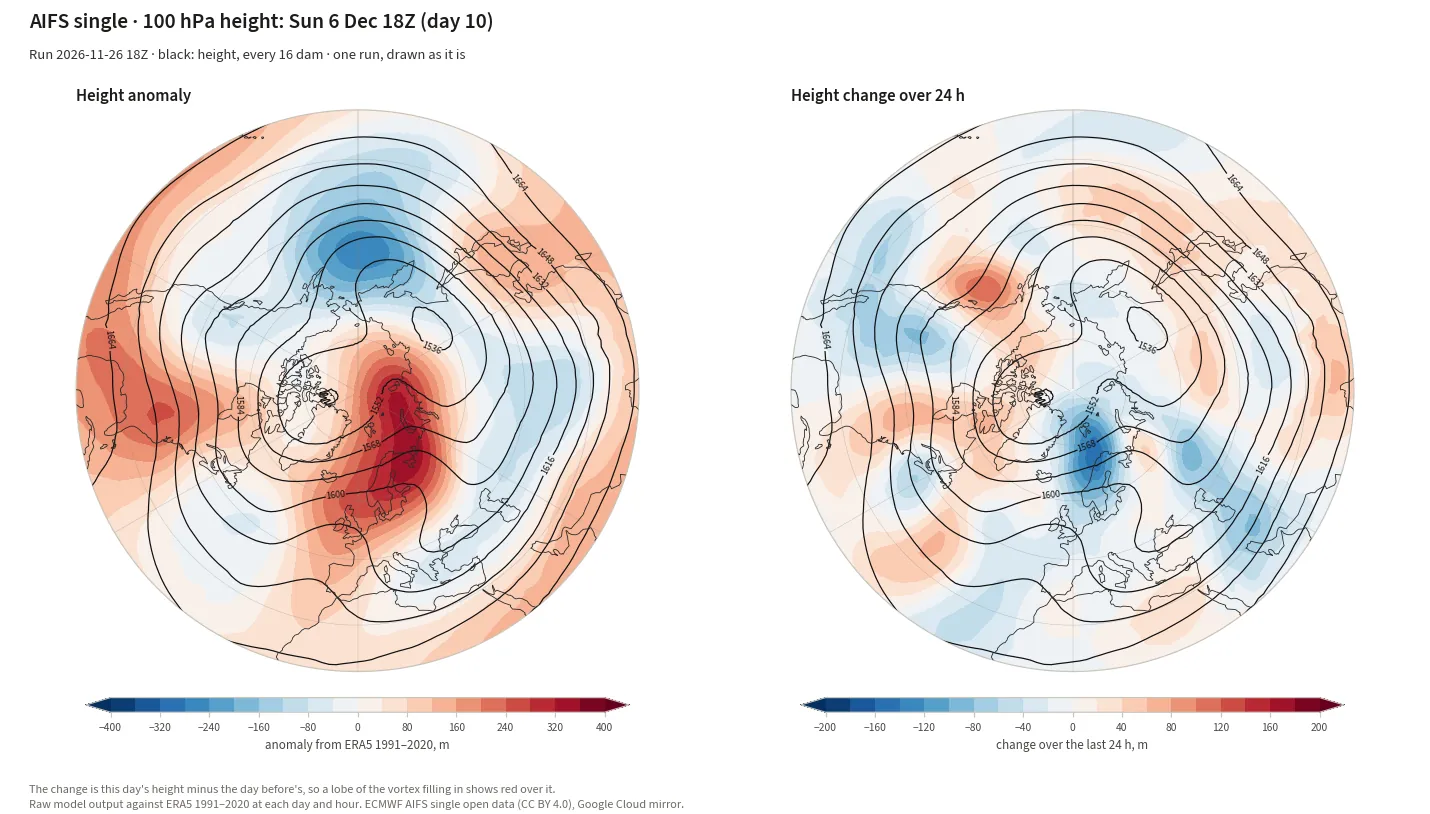 AIFS single · 100 hPa height: Sun 6 Dec 18Z (day 10)
Run 2026-11-26 18Z · black: height, every 16 dam · one run, drawn as it is
Height anomaly
Height change over 24 h
1664
1648
1632
1664
1536
1584
1552
1568
1616
1600
1664
1648
1632
1664
1536
1584
1552
1568
1616
1600
−400 −320 −240 −160 −80 0 80 160 240 320 400
anomaly from ERA5 1991–2020, m
−200 −160 −120 −80 −40 0 40 80 120 160 200
change over the last 24 h, m
The change is this day's height minus the day before's, so a lobe of the vortex filling in shows red over it.
Raw model output against ERA5 1991–2020 at each day and hour. ECMWF AIFS single open data (CC BY 4.0), Google Cloud mirror.